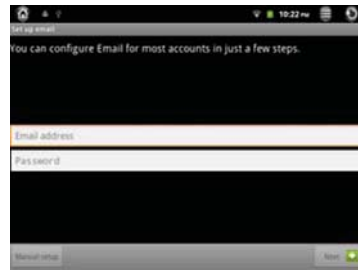 10:22 PM
Set up email
You can configure Email for most accounts in just a few steps.
Email address
Password
Manual setup
Next